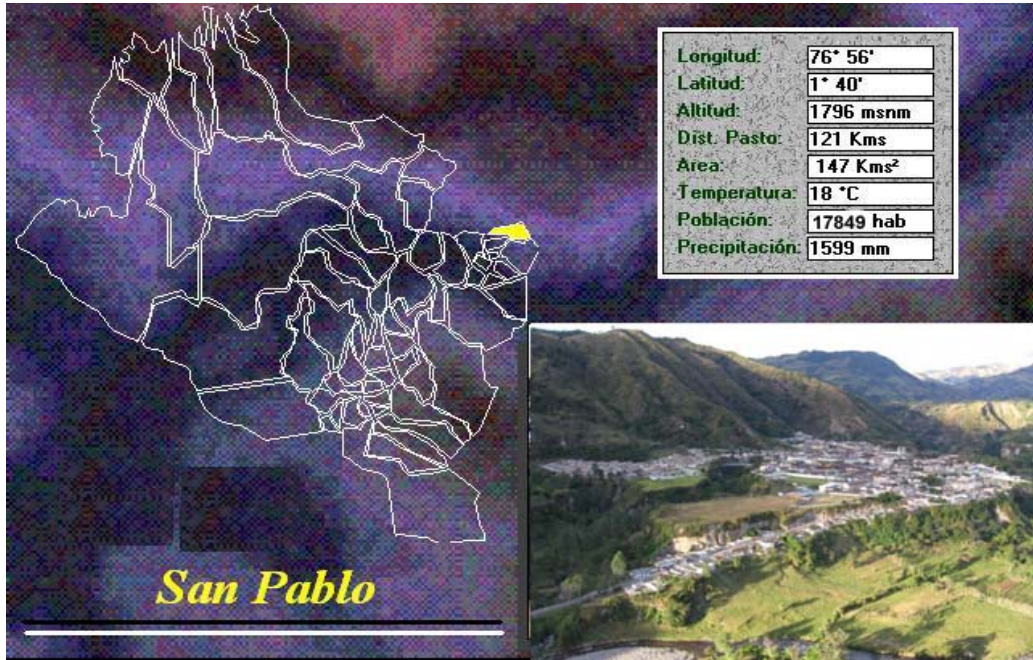 Longitud: 76° 56'
Latitud: 1° 40'
Altitud: 1796 msnm
Dist. Pasto: 121 Kms
Area: 147 Kms²
Temperatura: 18 °C
Población: 17849 hab
Precipitación: 1599 mm
San Pablo